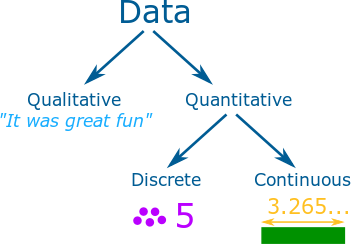 Data
Qualitative
"It was great fun"
Quantitative
Discrete
5
Continuous
3.265...